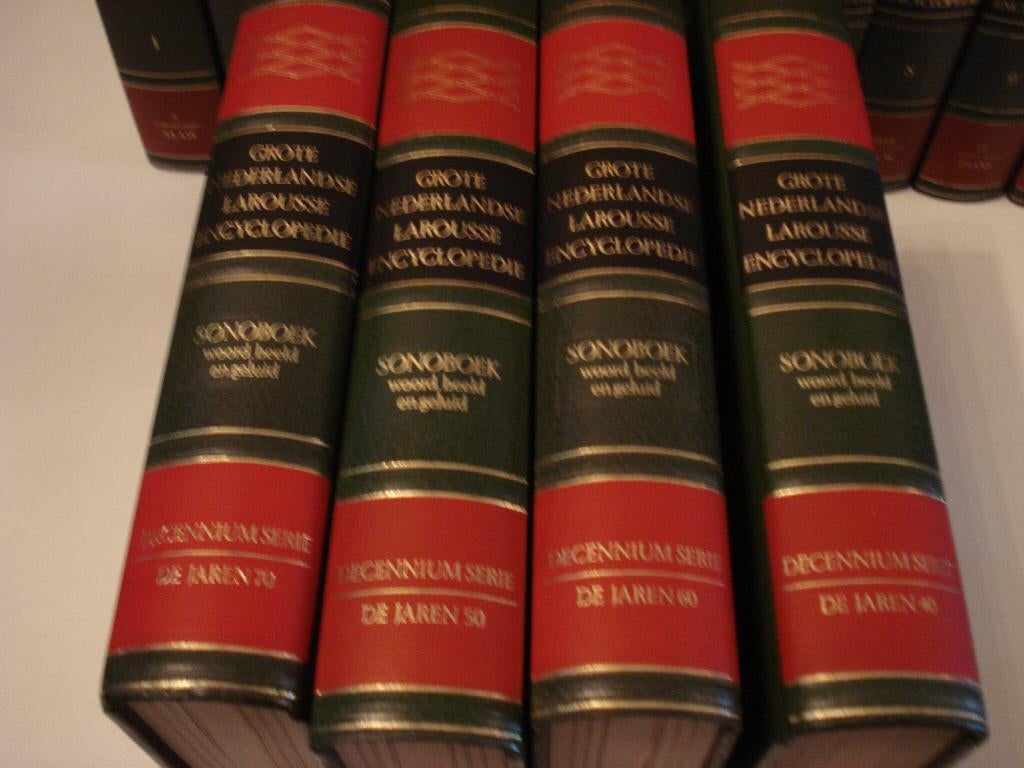 GROTE
NEDERLANDSE
LAROUSSE
ENCYCLOPEDIE
SONOBOEK
woord, beeld
en geluid
DECENNIUM SERIE
DE JAREN 70
GROTE
NEDERLANDSE
LAROUSSE
ENCYCLOPEDIE
SONOBOEK
woord, beeld
en geluid
DECENNIUM SERIE
DE JAREN 50
GROTE
NEDERLANDSE
LAROUSSE
ENCYCLOPEDIE
SONOBOEK
woord, beeld
en geluid
DECENNIUM SERIE
DE JAREN 60
GROTE
NEDERLANDSE
LAROUSSE
ENCYCLOPEDIE
SONOBOEK
woord, beeld
en geluid
DECENNIUM SERIE
DE JAREN 40
1